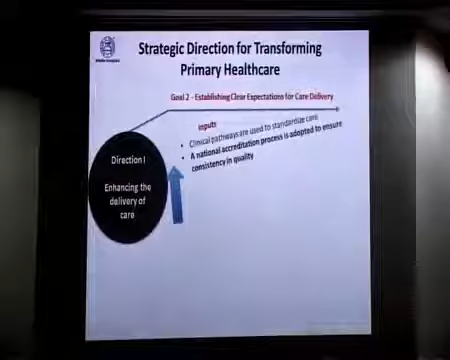 Strategic Direction for Transforming
Primary Healthcare
Goal 2 - Establishing Clear Expectations for Care Delivery
Inputs
• Clinical pathways are used to standardize care
• A national accreditation process is adopted to ensure
consistency in quality
Direction I
Enhancing the
delivery of
care